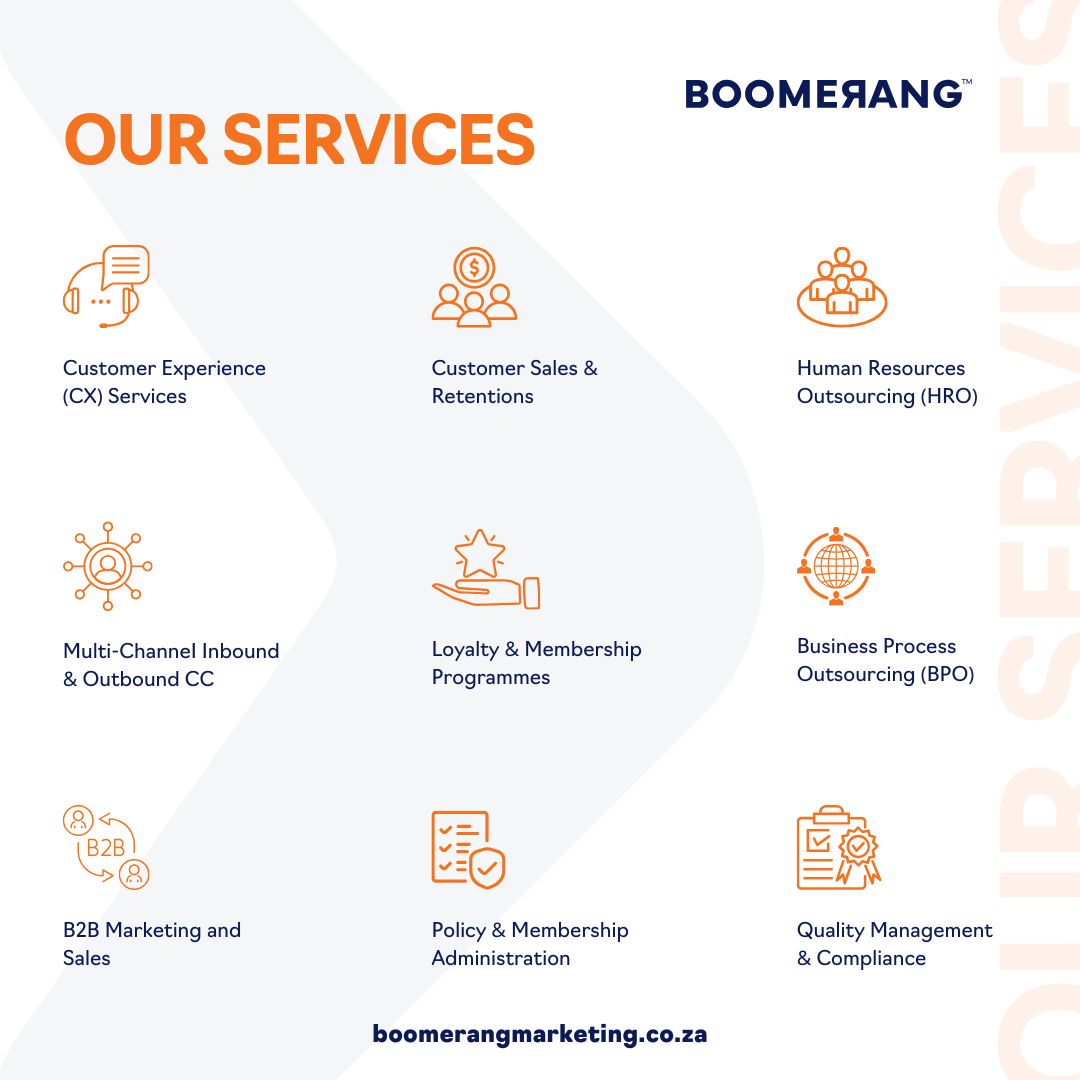 BOOMERANG™
OUR SERVICES
Customer Experience
(CX) Services
Customer Sales &
Retentions
Human Resources
Outsourcing (HRO)
Multi-Channel Inbound
& Outbound CC
Loyalty & Membership
Programmes
Business Process
Outsourcing (BPO)
B2B
B2B Marketing and
Sales
Policy & Membership
Administration
Quality Management
& Compliance
boomerangmarketing.co.za
OUR SERVICES